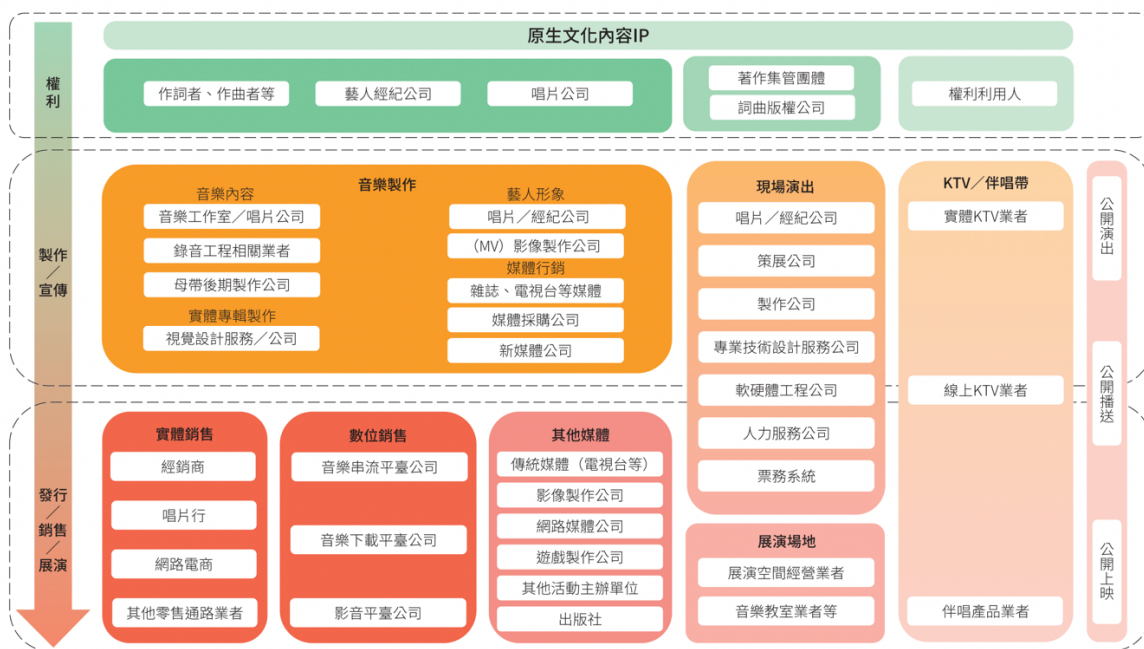 原生文化內容IP
權利
作詞者、作曲者等
藝人經紀公司
唱片公司
著作集管團體
詞曲版權公司
權利利用人
製作
／
宣傳
音樂製作
音樂內容
音樂工作室／唱片公司
錄音工程相關業者
母帶後期製作公司
實體專輯製作
視覺設計服務／公司
藝人形象
唱片／經紀公司
（MV）影像製作公司
媒體行銷
雜誌、電視台等媒體
媒體採購公司
新媒體公司
現場演出
唱片／經紀公司
策展公司
製作公司
專業技術設計服務公司
軟硬體工程公司
人力服務公司
票務系統
KTV／伴唱帶
實體KTV業者
線上KTV業者
伴唱產品業者
公開演出
公開播送
公開上映
發行
／
銷售
／
展演
實體銷售
經銷商
唱片行
網路電商
其他零售通路業者
數位銷售
音樂串流平臺公司
音樂下載平臺公司
影音平臺公司
其他媒體
傳統媒體（電視台等）
影像製作公司
網路媒體公司
遊戲製作公司
其他活動主辦單位
出版社
展演場地
展演空間經營業者
音樂教室業者等